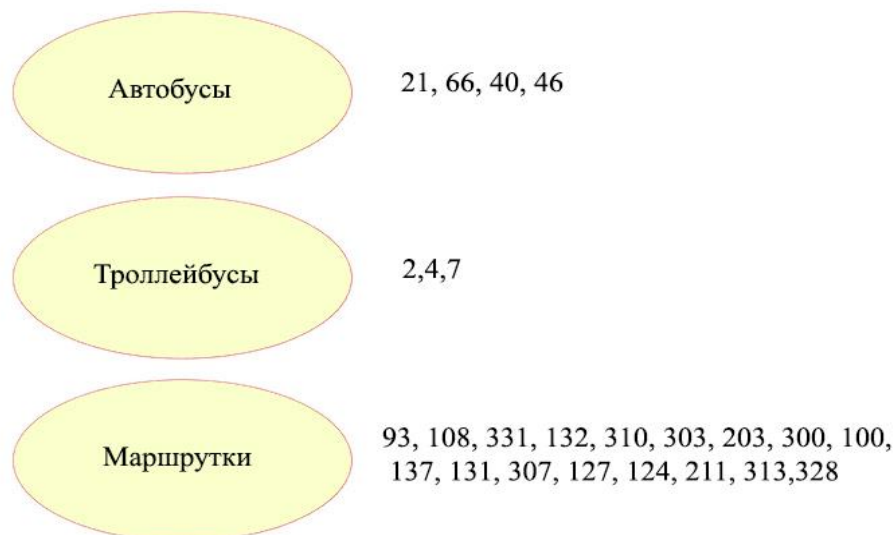 Автобусы
21, 66, 40, 46
Троллейбусы
2,4,7
Маршрутки
93, 108, 331, 132, 310, 303, 203, 300, 100,
137, 131, 307, 127, 124, 211, 313,328